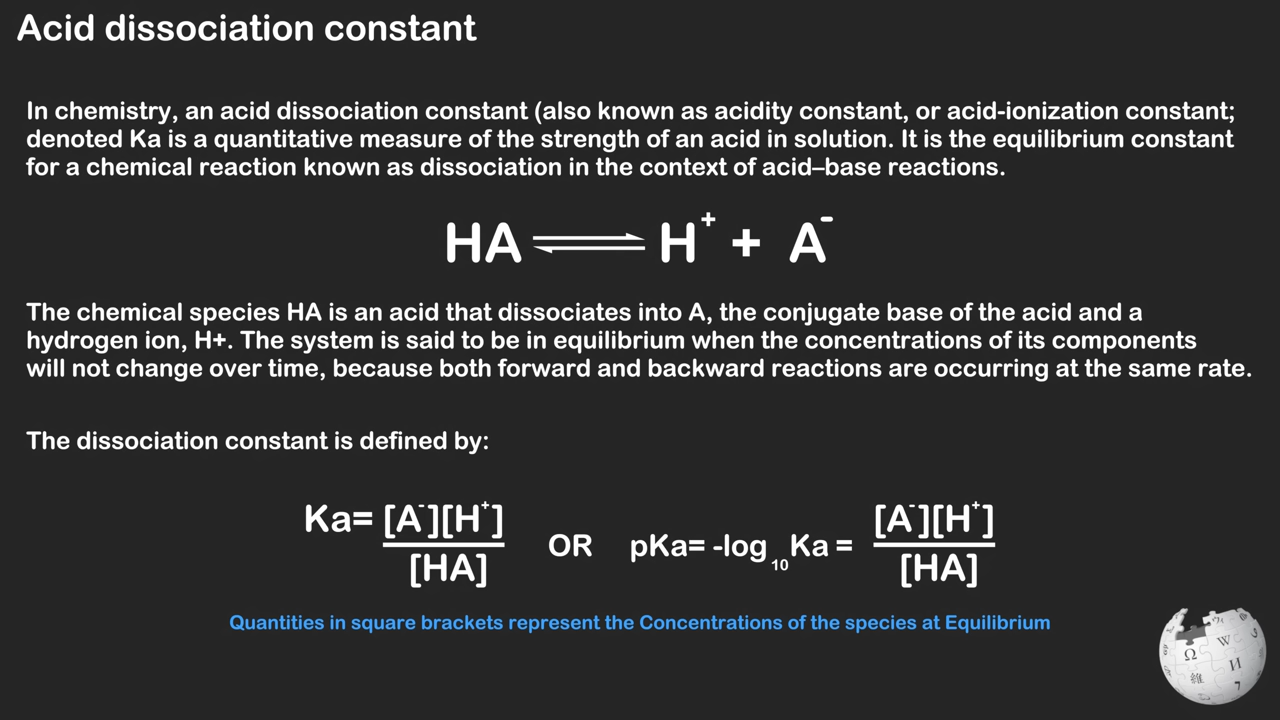 Acid dissociation constant
In chemistry, an acid dissociation constant (also known as acidity constant, or acid-ionization constant;
denoted Ka is a quantitative measure of the strength of an acid in solution. It is the equilibrium constant
for a chemical reaction known as dissociation in the context of acid–base reactions.
HA ⇌ H⁺ + A⁻
The chemical species HA is an acid that dissociates into A, the conjugate base of the acid and a
hydrogen ion, H+. The system is said to be in equilibrium when the concentrations of its components
will not change over time, because both forward and backward reactions are occurring at the same rate.
The dissociation constant is defined by:
Ka= [A⁻][H⁺] / [HA] OR pKa= -log₁₀Ka = [A⁻][H⁺] / [HA]
Quantities in square brackets represent the Concentrations of the species at Equilibrium
Ω W И 維